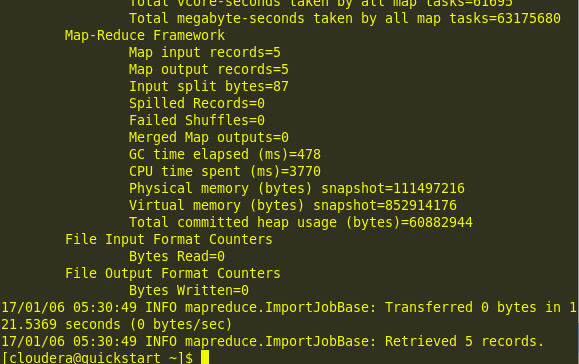 Total vcore-seconds taken by all map tasks=61695
Total megabyte-seconds taken by all map tasks=63175680
Map-Reduce Framework
Map input records=5
Map output records=5
Input split bytes=87
Spilled Records=0
Failed Shuffles=0
Merged Map outputs=0
GC time elapsed (ms)=478
CPU time spent (ms)=3770
Physical memory (bytes) snapshot=111497216
Virtual memory (bytes) snapshot=852914176
Total committed heap usage (bytes)=60882944
File Input Format Counters
Bytes Read=0
File Output Format Counters
Bytes Written=0
17/01/06 05:30:49 INFO mapreduce.ImportJobBase: Transferred 0 bytes in 1
21.5369 seconds (0 bytes/sec)
17/01/06 05:30:49 INFO mapreduce.ImportJobBase: Retrieved 5 records.
[cloudera@quickstart ~]$